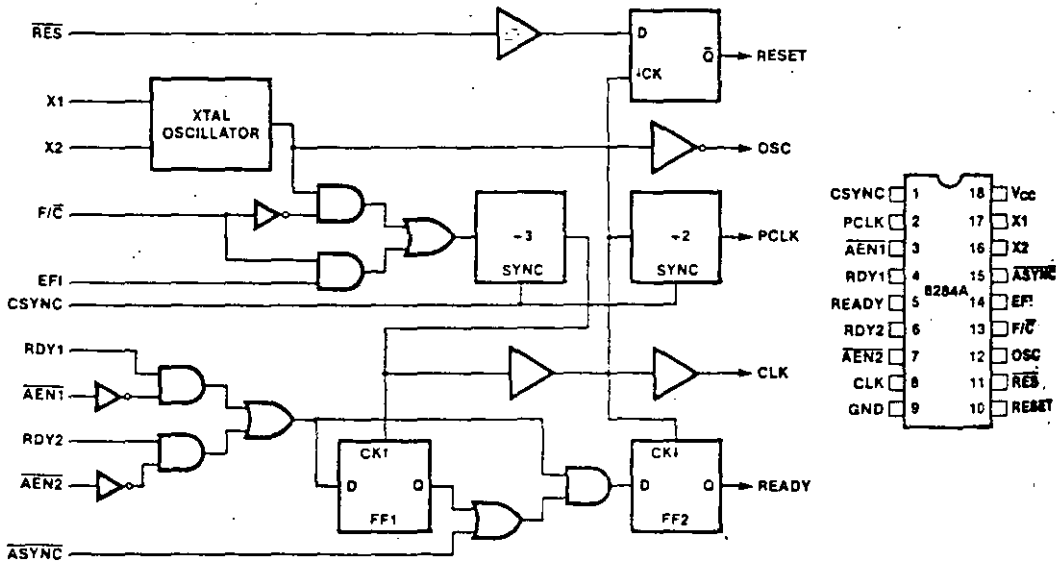 RES
X1
X2
XTAL
OSCILLATOR
F/C
EFI
CSYNC
÷3
SYNC
÷2
SYNC
D
Q
↓CK
RESET
OSC
PCLK
CLK
RDY1
AEN1
RDY2
AEN2
ASYNC
CK↑
D Q
FF1
CK↓
D Q
FF2
READY
CSYNC 1
PCLK 2
AEN1 3
RDY1 4
READY 5
RDY2 6
AEN2 7
CLK 8
GND 9
8284A
18 VCC
17 X1
16 X2
15 ASYNC
14 EFI
13 F/C
12 OSC
11 RES
10 RESET